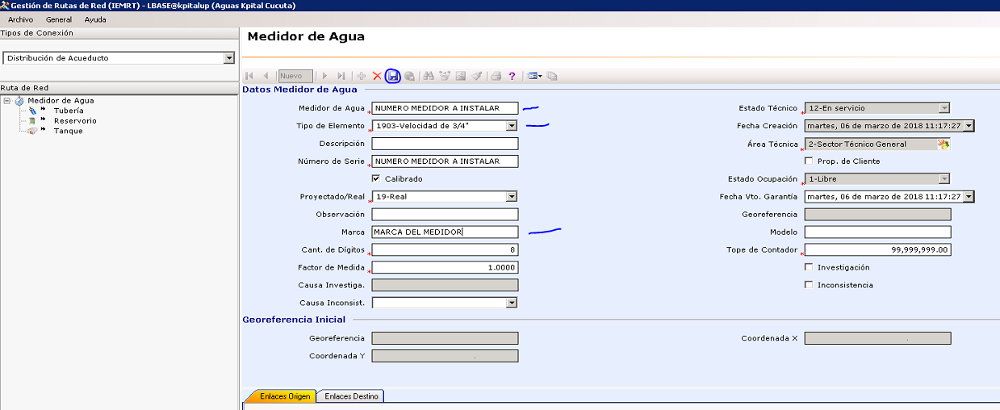 Gestión de Rutas de Red (IEMRT) - LBASE@kpitalup (Aguas Kpital Cucuta)
Archivo General Ayuda
Tipos de Conexión
Distribución de Acueducto
Ruta de Red
Medidor de Agua
Tubería
Reservorio
Tanque
Medidor de Agua
Nuevo
Datos Medidor de Agua
Medidor de Agua NUMERO MEDIDOR A INSTALAR Estado Técnico 12-En servicio
Tipo de Elemento 1903-Velocidad de 3/4" Fecha Creación martes, 06 de marzo de 2018 11:17:27
Descripción Área Técnica 2-Sector Técnico General
Número de Serie NUMERO MEDIDOR A INSTALAR Prop. de Cliente
Calibrado Estado Ocupación 1-Libre
Proyectado/Real 19-Real Fecha Vto. Garantía martes, 06 de marzo de 2018 11:17:27
Observación Georeferencia
Marca MARCA DEL MEDIDOR Modelo
Cant. de Dígitos 8 Tope de Contador 99,999,999.00
Factor de Medida 1.0000 Investigación
Causa Investiga. Inconsistencia
Causa Inconsist.
Georeferencia Inicial
Georeferencia Coordenada X .
Coordenada Y .
Enlaces Origen Enlaces Destino